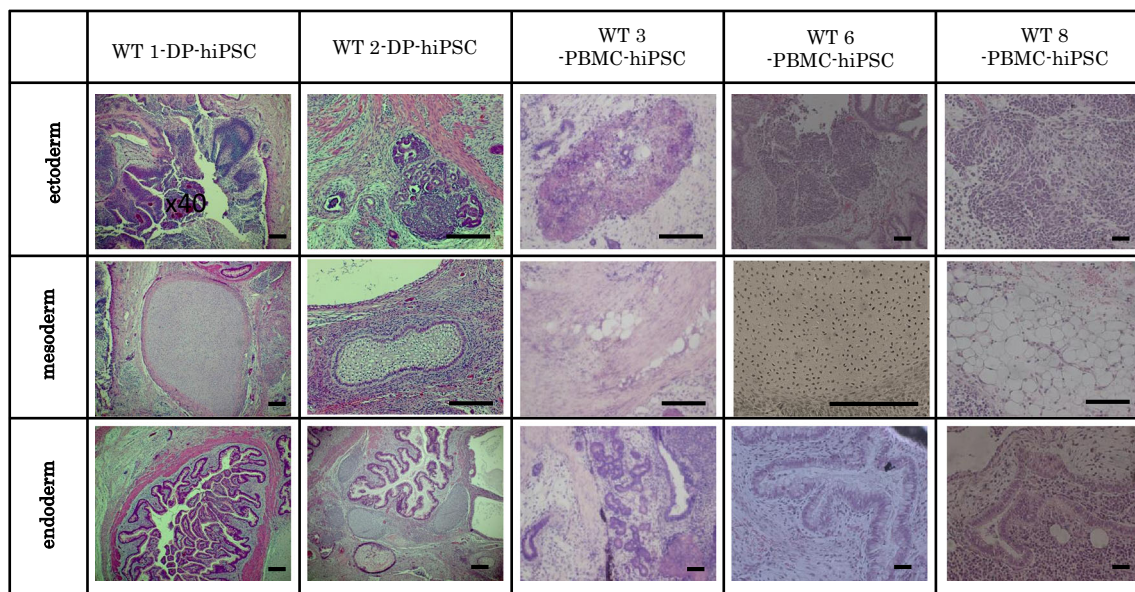 WT 1-DP-hiPSC
WT 2-DP-hiPSC
WT 3
-PBMC-hiPSC
WT 6
-PBMC-hiPSC
WT 8
-PBMC-hiPSC
ectoderm
x40
mesoderm
endoderm